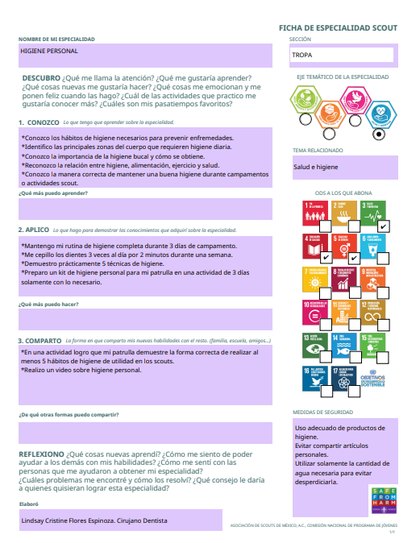 FICHA DE ESPECIALIDAD SCOUT
NOMBRE DE MI ESPECIALIDAD
HIGIENE PERSONAL
SECCIÓN
TROPA
DESCUBRO ¿Qué me llama la atención? ¿Qué me gustaría aprender?
¿Qué cosas nuevas me gustaría hacer? ¿Qué cosas me emocionan y me
ponen feliz cuando las hago? ¿Cuál de las actividades que practico me
gustaría conocer más? ¿Cuáles son mis pasatiempos favoritos?
EJE TEMÁTICO DE LA ESPECIALIDAD
1. CONOZCO Lo que tengo que aprender sobre la especialidad.
*Conozco los hábitos de higiene necesarios para prevenir enfermedades.
*Identifico las principales zonas del cuerpo que requieren higiene diaria.
*Conozco la importancia de la higiene bucal y cómo se obtiene.
*Reconozco la relación entre higiene, alimentación, ejercicio y salud.
*Conozco la manera correcta de mantener una buena higiene durante campamentos
o actividades scout.
¿Qué más puedo aprender?
TEMA RELACIONADO
Salud e higiene
ODS A LOS QUE ABONA
2. APLICO Lo que hago para demostrar los conocimientos que adquirí sobre la especialidad.
*Mantengo mi rutina de higiene completa durante 3 días de campamento.
*Me cepillo los dientes 3 veces al día por 2 minutos durante una semana.
*Demuestro prácticamente 5 técnicas de higiene.
*Preparo un kit de higiene personal para mi patrulla en una actividad de 3 días
solamente con lo necesario.
¿Qué más puedo hacer?
3. COMPARTO La forma en que comparto mis nuevas habilidades con el resto. (familia, escuela, amigos...)
*En una actividad logro que mi patrulla demuestre la forma correcta de realizar al
menos 5 hábitos de higiene de utilidad en los scouts.
*Realizo un video sobre higiene personal.
¿De qué otras formas puedo compartir?
OBJETIVOS
MEDIDAS DE SEGURIDAD
Uso adecuado de productos de
higiene.
Evitar compartir artículos
personales.
Utilizar solamente la cantidad de
agua necesaria para evitar
desperdiciarla.
SAFE
FROM
HARM
REFLEXIONO ¿Qué cosas nuevas aprendí? ¿Cómo me siento de poder
ayudar a los demás con mis habilidades? ¿Cómo me sentí con las
personas que me ayudaron a obtener mi especialidad?
¿Cuáles problemas me encontré y cómo los resolví? ¿Qué consejo le daría
a quienes quisieran lograr esta especialidad?
Elaboró
Lindsay Cristine Flores Espinoza. Cirujano Dentista
ASOCIACIÓN DE SCOUTS DE MÉXICO, A.C., COMISIÓN NACIONAL DE PROGRAMA DE JÓVENES